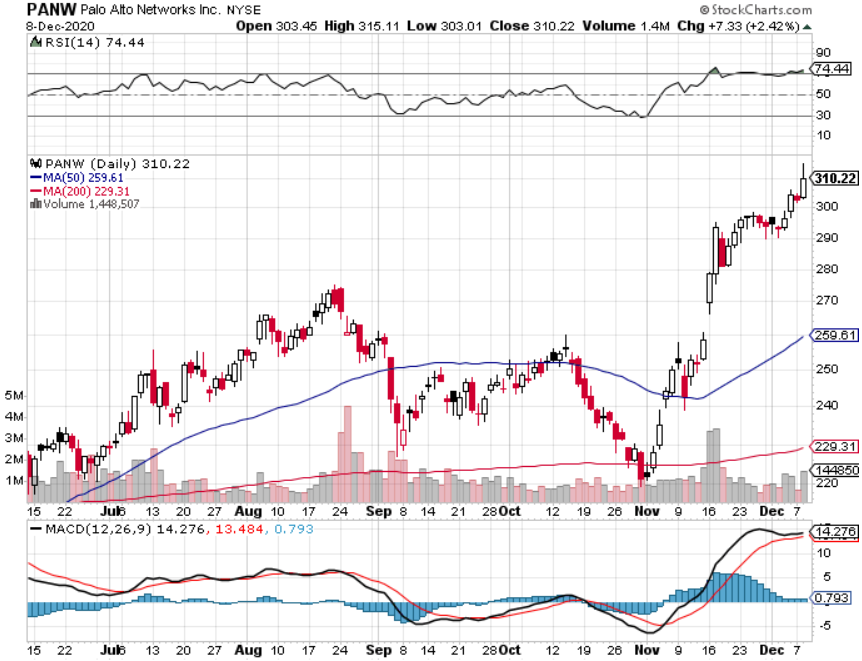 PANW Palo Alto Networks Inc. NYSE © StockCharts.com
8-Dec-2020 Open 303.45 High 315.11 Low 303.01 Close 310.22 Volume 1.4M Chg +7.33 (+2.42%)
RSI(14) 74.44
90
74.44
50
30
10
PANW (Daily) 310.22
MA(50) 259.61
MA(200) 229.31
Volume 1,448,507
310.22
300
290
280
270
259.61
250
240
229.31
1448507
220
5M
4M
3M
2M
1M
15 22 Jul 6 13 20 27 Aug 10 17 24 Sep 8 14 21 28 Oct 12 19 26 Nov 9 16 23 Dec 7
MACD(12,26,9) 14.276, 13.484, 0.793
14.276
10
5
0.793
-5
15 22 Jul 6 13 20 27 Aug 10 17 24 Sep 8 14 21 28 Oct 12 19 26 Nov 9 16 23 Dec 7